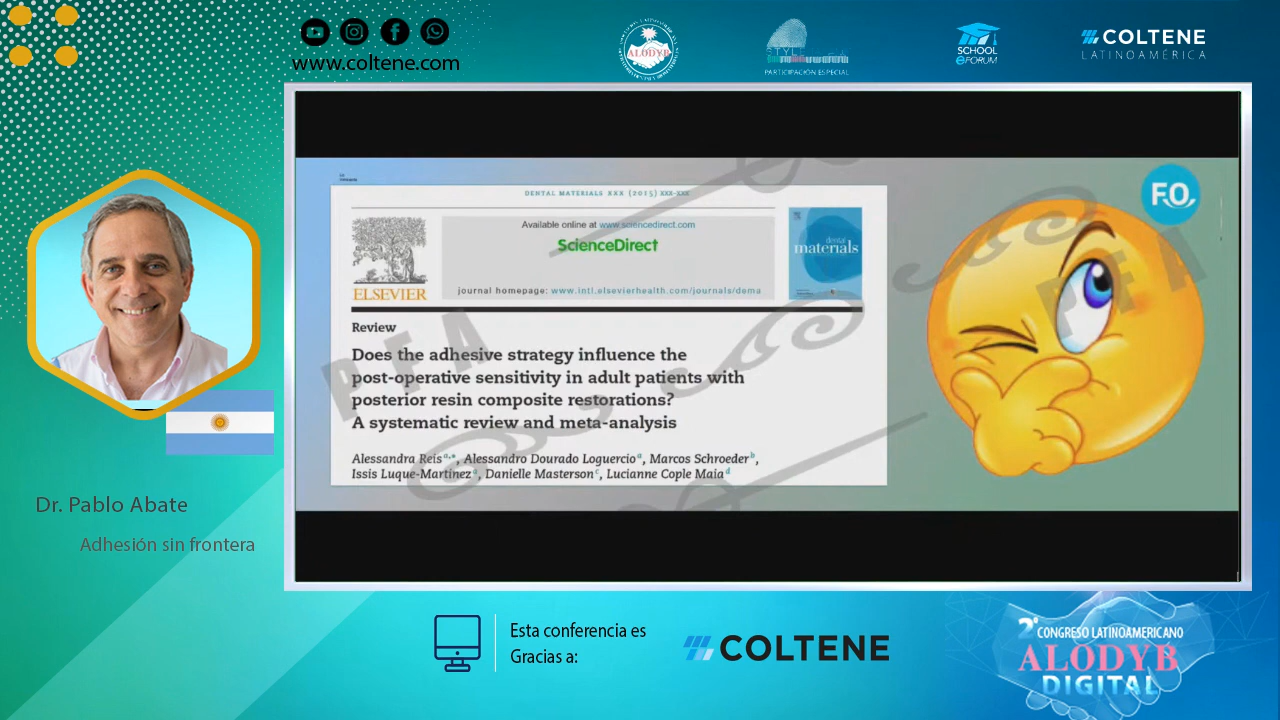 www.coltene.com
ALODYB
STYLE
PARTICIPACIÓN ESPECIAL
SCHOOL
eFORUM
COLTENE
LATINOAMÉRICA
DENTAL MATERIALS XXX (2015) XXX-XXX
Available online at www.sciencedirect.com
ScienceDirect
journal homepage: www.intl.elsevierhealth.com/journals/dema
ELSEVIER
dental
materials
F.O.
Review
Does the adhesive strategy influence the
post-operative sensitivity in adult patients with
posterior resin composite restorations?
A systematic review and meta-analysis
Alessandra Reis a,*, Alessandro Dourado Loguercio a, Marcos Schroeder b,
Issis Luque-Martinez a, Danielle Masterson c, Lucianne Cople Maia d
PFA
PFA
Dr. Pablo Abate
Adhesión sin frontera
Esta conferencia es
Gracias a:
COLTENE
2° CONGRESO LATINOAMERICANO
ALODYB
DIGITAL